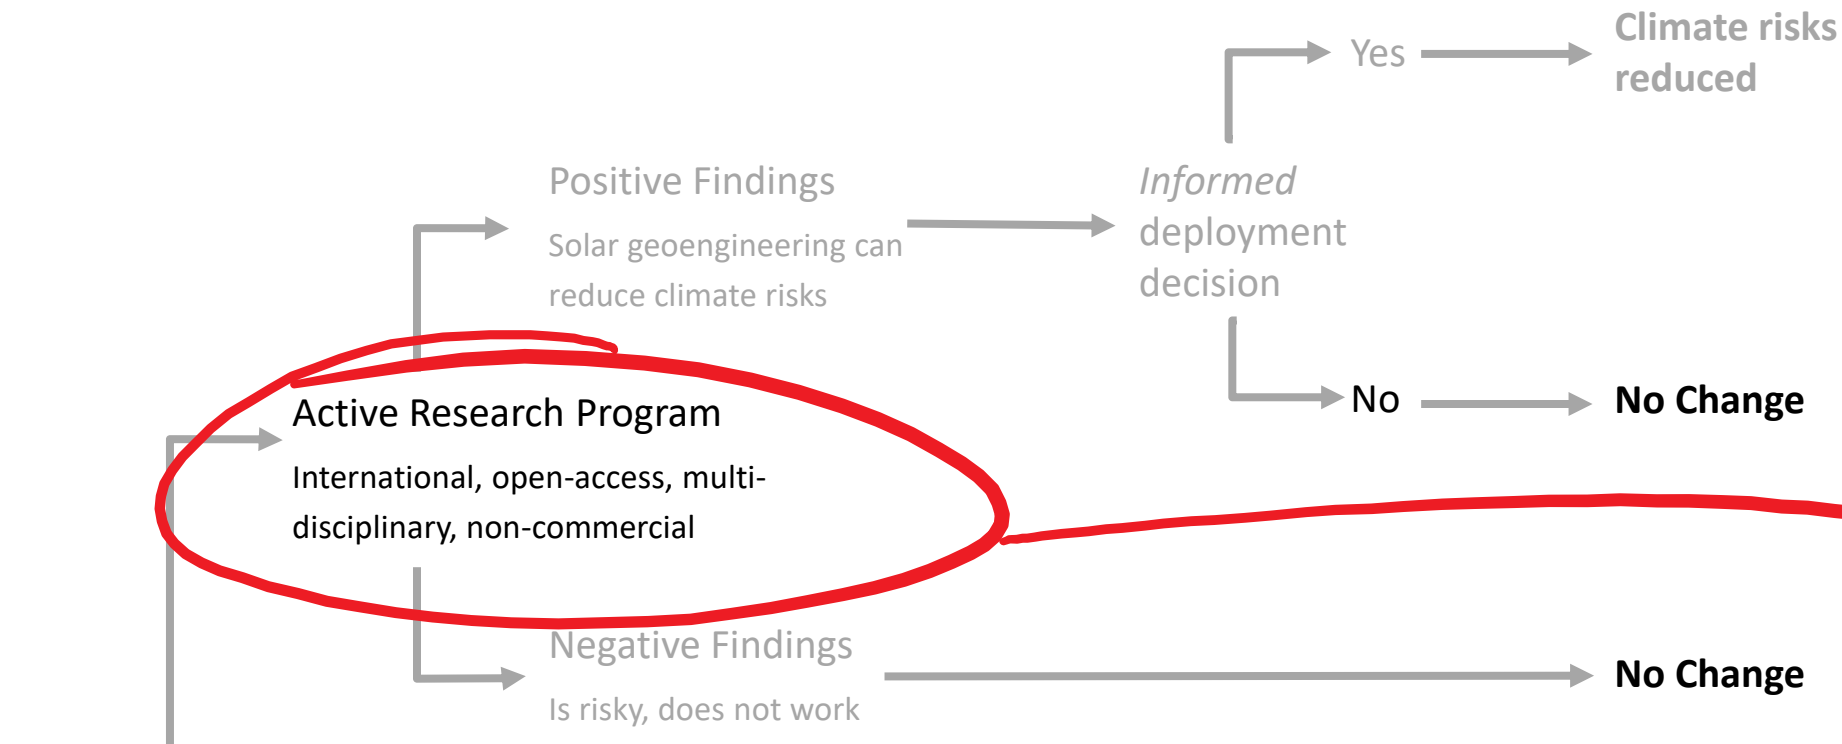 Climate risks
reduced
Yes
Positive Findings
Solar geoengineering can
reduce climate risks
Informed
deployment
decision
No
No Change
Active Research Program
International, open-access, multi-
disciplinary, non-commercial
Negative Findings
Is risky, does not work
No Change